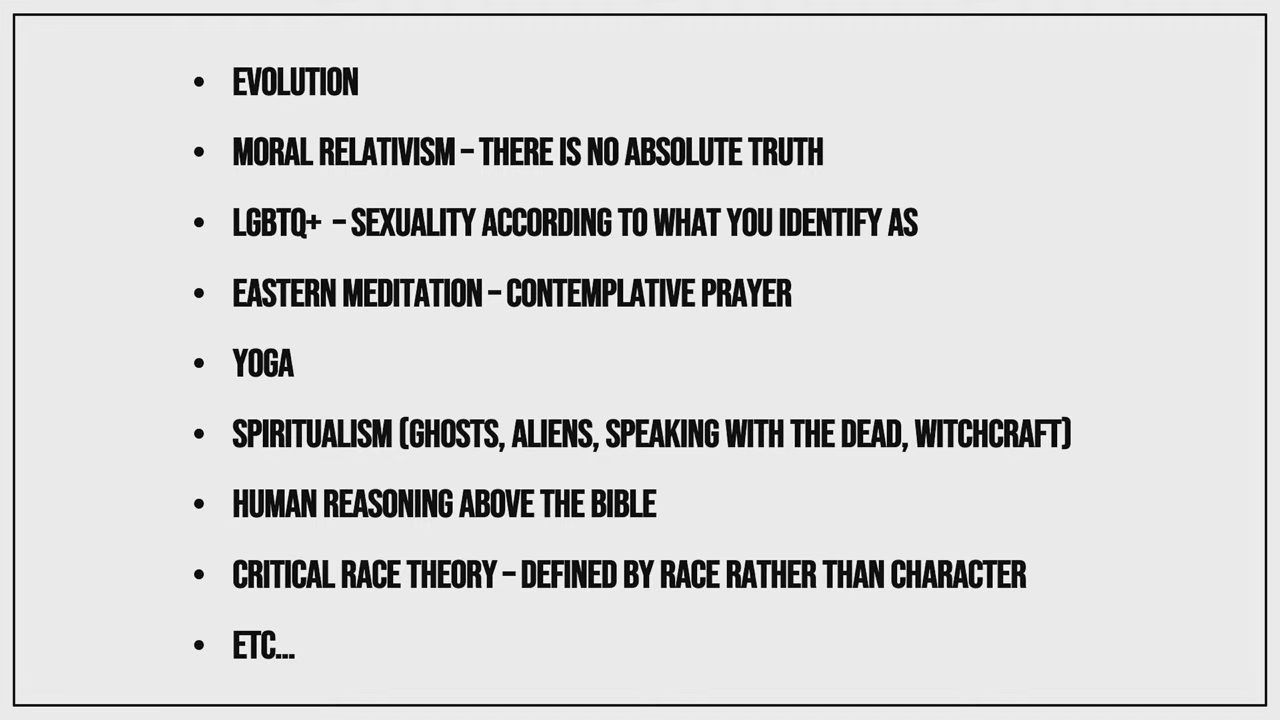 • EVOLUTION
• MORAL RELATIVISM – THERE IS NO ABSOLUTE TRUTH
• LGBTQ+ – SEXUALITY ACCORDING TO WHAT YOU IDENTIFY AS
• EASTERN MEDITATION – CONTEMPLATIVE PRAYER
• YOGA
• SPIRITUALISM (GHOSTS, ALIENS, SPEAKING WITH THE DEAD, WITCHCRAFT)
• HUMAN REASONING ABOVE THE BIBLE
• CRITICAL RACE THEORY – DEFINED BY RACE RATHER THAN CHARACTER
• ETC...